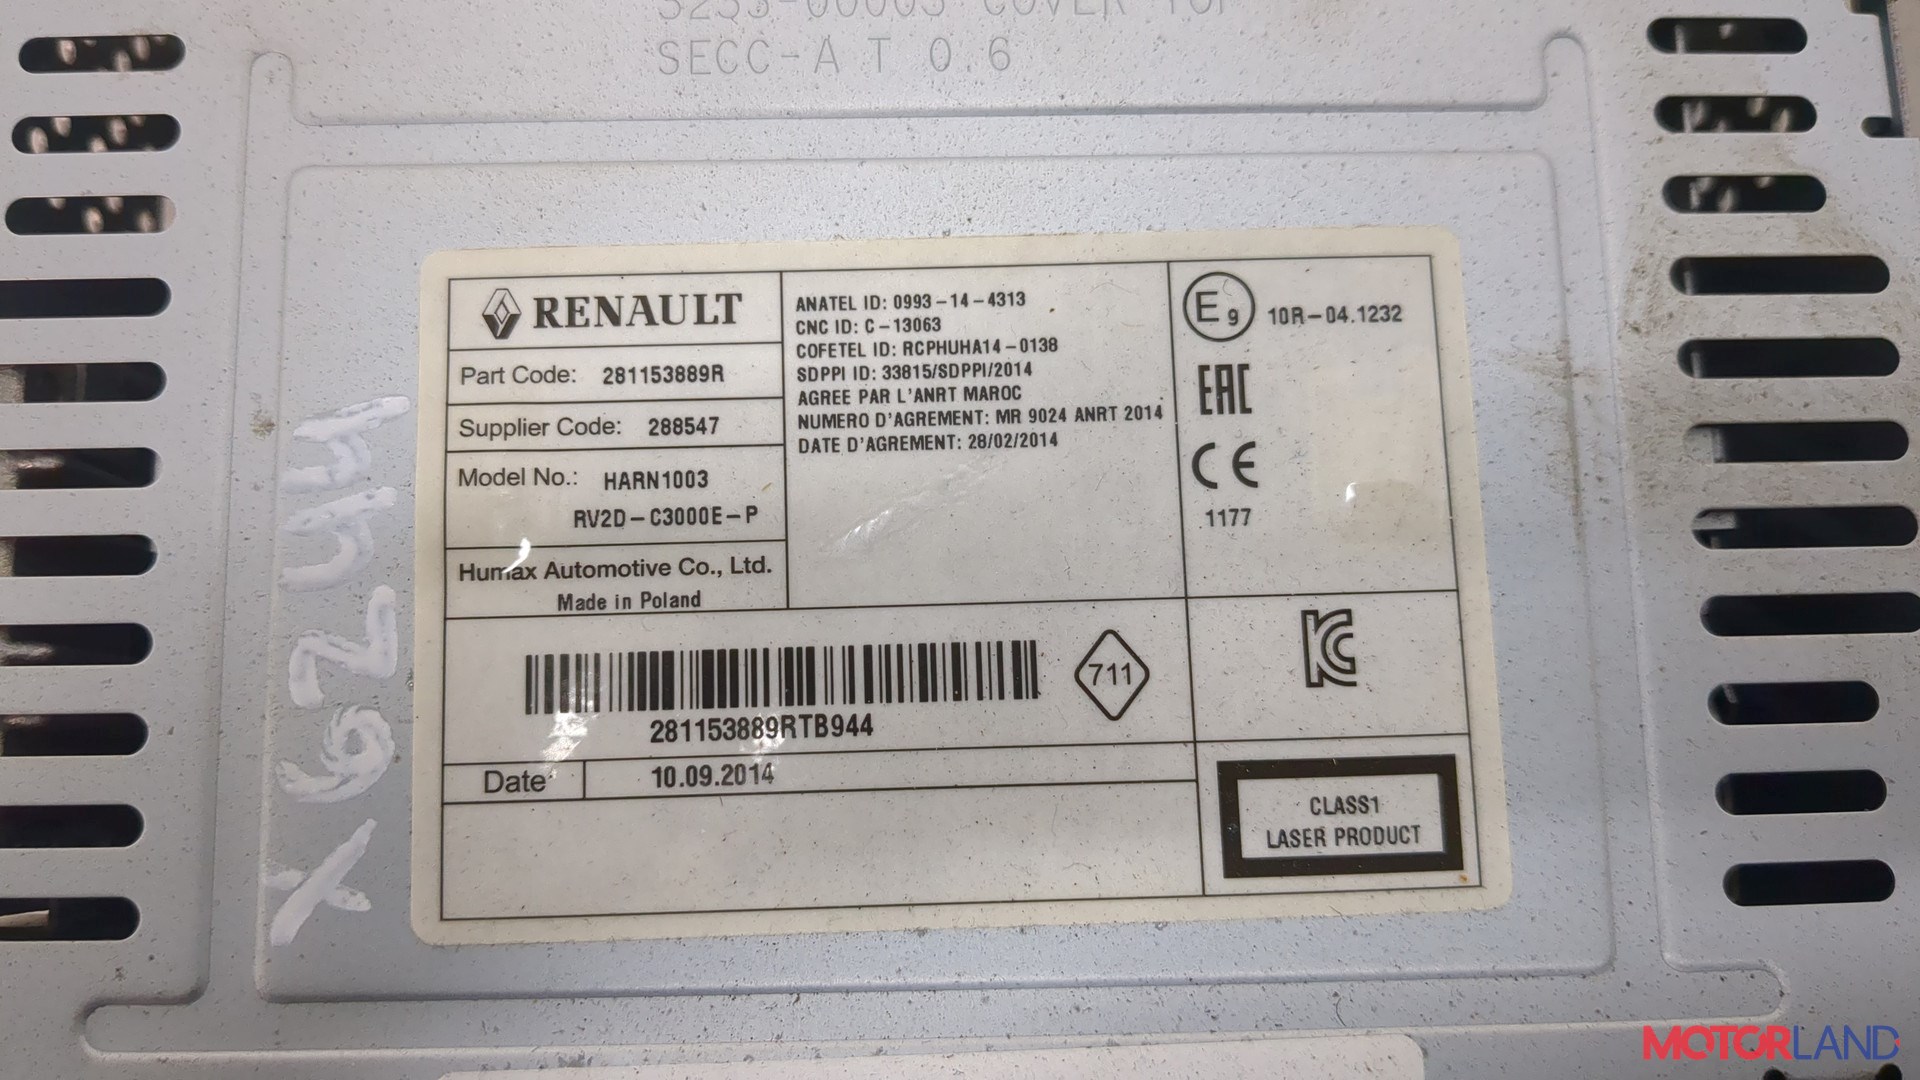 SECC-A T 0.6
RENAULT
Part Code: 281153889R
Supplier Code: 288547
Model No.: HARN1003
RV2D-C3000E-P
Humax Automotive Co., Ltd.
Made in Poland
ANATEL ID: 0993-14-4313
CNC ID: C-13063
COFETEL ID: RCPHUHA14-0138
SDPPI ID: 33815/SDPPI/2014
AGREE PAR L'ANRT MAROC
NUMERO D'AGREMENT: MR 9024 ANRT 2014
DATE D'AGREMENT: 28/02/2014
E9 10R-04.1232
EAC
CE
1177
281153889RTB944
711
KC
Date 10.09.2014
CLASS1
LASER PRODUCT
MOTORLAND